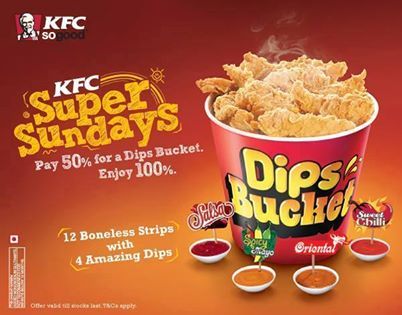 KFC
so good
KFC
Super
Sundays
Pay 50% for a Dips Bucket.
Enjoy 100%.
Dips
Bucket
Salsa
Spicy Mayo
Oriental
Sweet Chilli
12 Boneless Strips
with
4 Amazing Dips
Offer valid till stocks last. T&Cs apply.